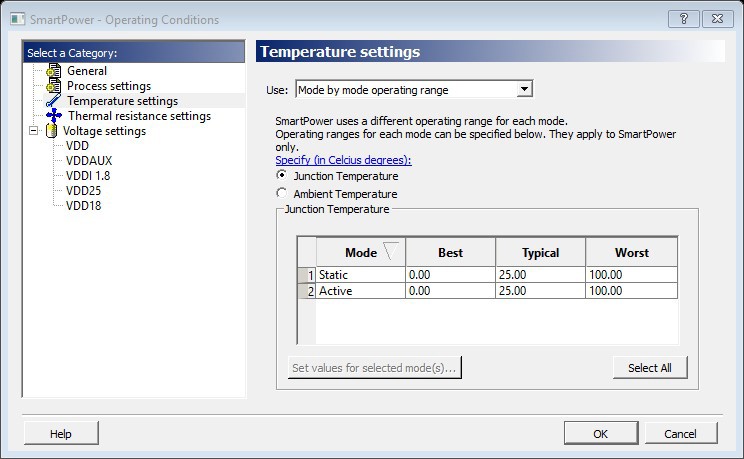 SmartPower - Operating Conditions
Select a Category:
General
Process settings
Temperature settings
Thermal resistance settings
Voltage settings
VDD
VDDAUX
VDDI 1.8
VDD25
VDD18
Temperature settings
Use: Mode by mode operating range
SmartPower uses a different operating range for each mode.
Operating ranges for each mode can be specified below. They apply to SmartPower
only.
Specify (in Celcius degrees):
Junction Temperature
Ambient Temperature
Junction Temperature
Mode Best Typical Worst
1 Static 0.00 25.00 100.00
2 Active 0.00 25.00 100.00
Set values for selected mode(s)... Select All
Help OK Cancel